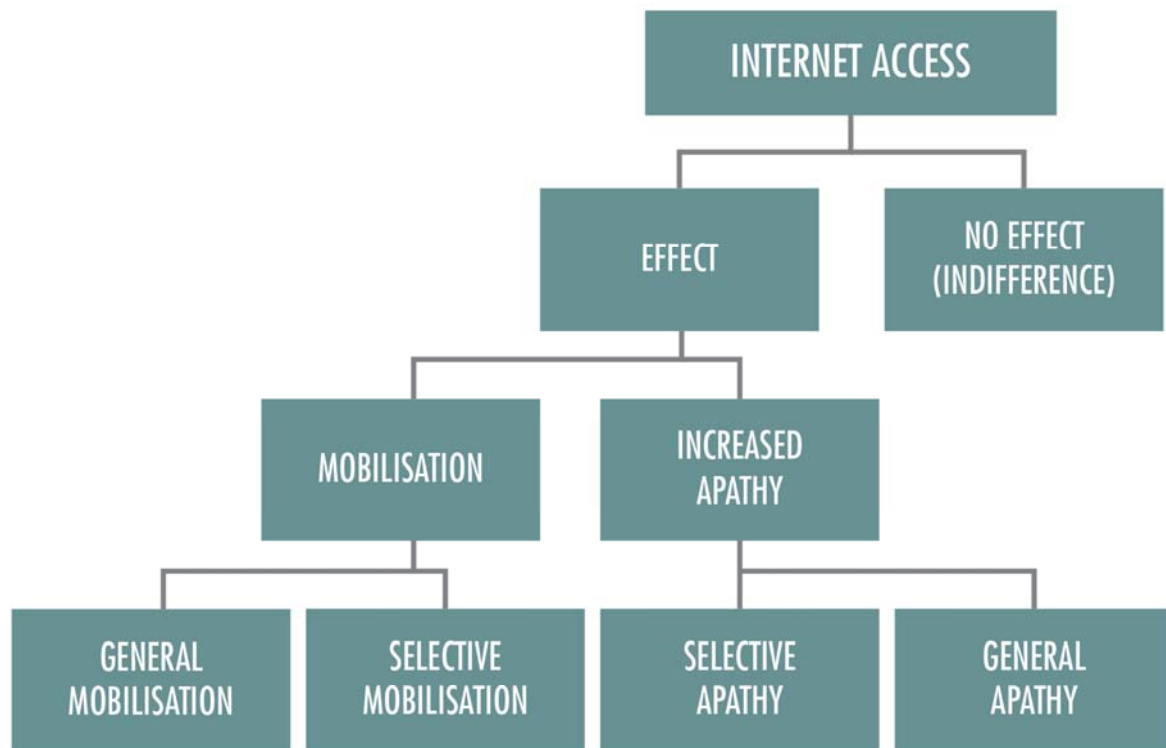 INTERNET ACCESS
EFFECT
NO EFFECT
(INDIFFERENCE)
MOBILISATION
INCREASED
APATHY
GENERAL
MOBILISATION
SELECTIVE
MOBILISATION
SELECTIVE
APATHY
GENERAL
APATHY